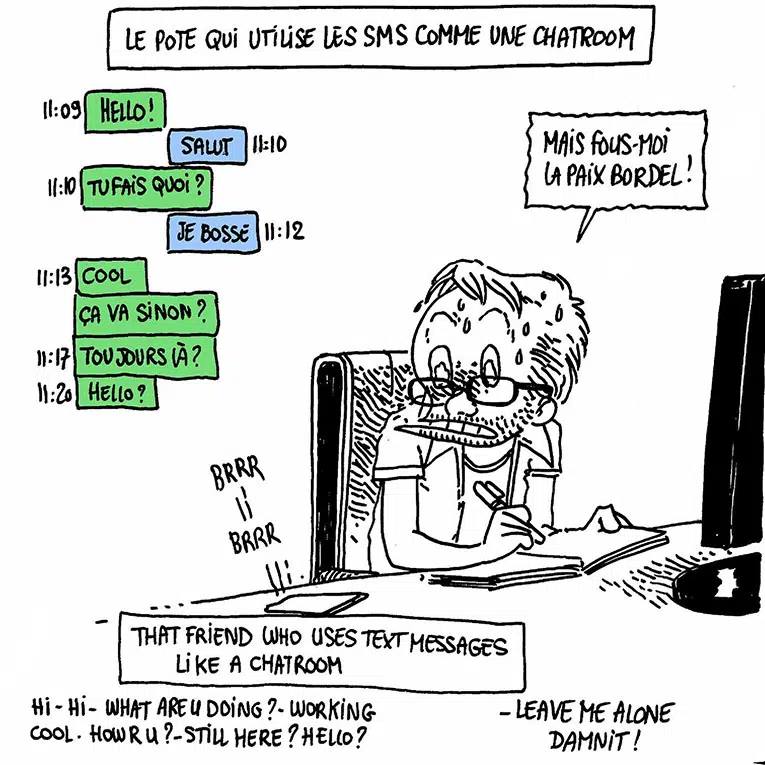 LE POTE QUI UTILISE LES SMS COMME UNE CHATROOM
11:09 HELLO!
SALUT 11:10
11:10 TU FAIS QUOI ?
JE BOSSE 11:12
11:13 COOL
ÇA VA SINON ?
11:17 TOUJOURS LÀ ?
11:20 HELLO ?
MAIS FOUS-MOI
LA PAIX BORDEL !
BRRR
BRRR
THAT FRIEND WHO USES TEXT MESSAGES
LIKE A CHATROOM
HI - HI - WHAT ARE U DOING ? - WORKING
COOL. HOW R U ? - STILL HERE ? HELLO ?
- LEAVE ME ALONE
DAMNIT !